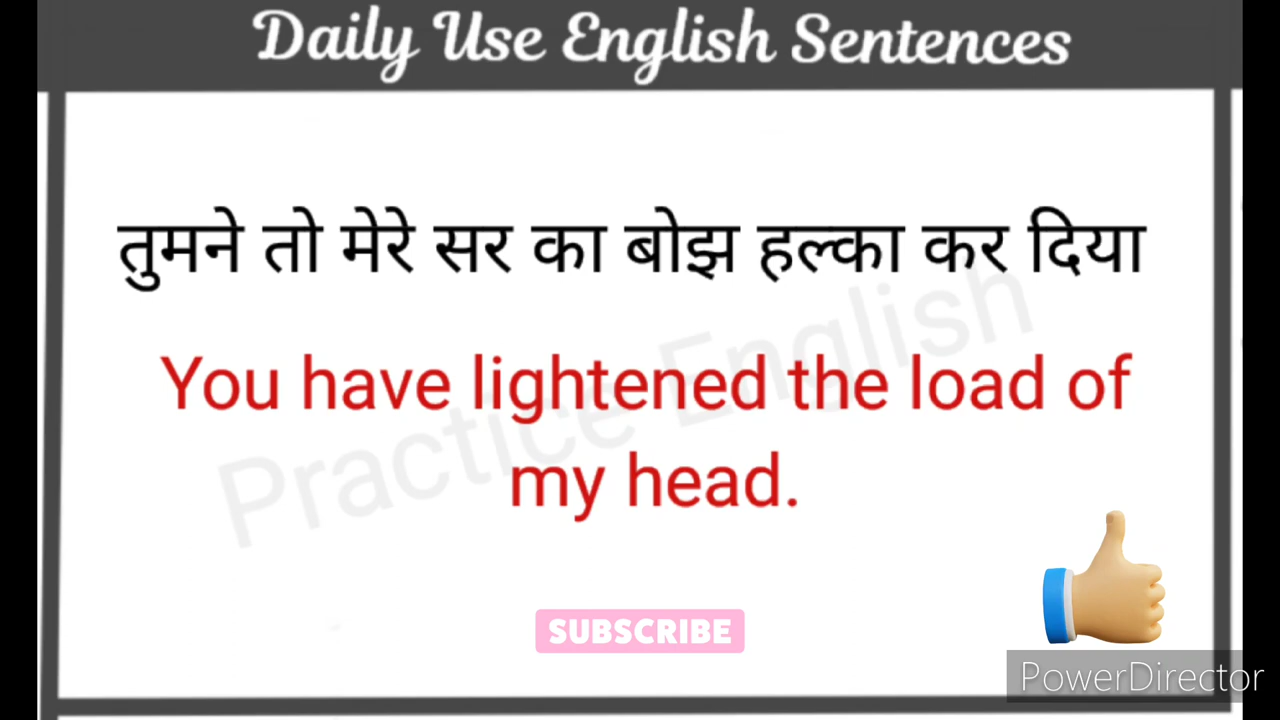 Daily Use English Sentences
तुमने तो मेरे सर का बोझ हल्का कर दिया
You have lightened the load of
my head.
Practice English
SUBSCRIBE
PowerDirector